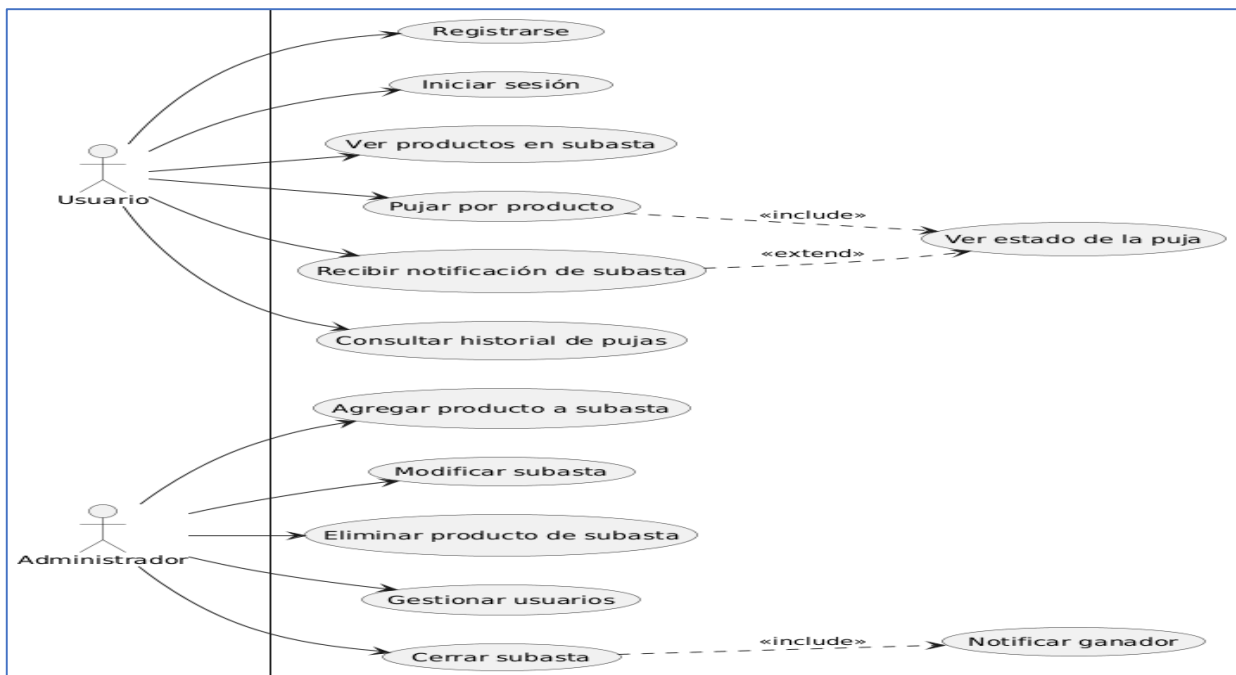 Registrarse
Iniciar sesión
Ver productos en subasta
Usuario
Pujar por producto
«include»
Ver estado de la puja
«extend»
Recibir notificación de subasta
Consultar historial de pujas
Agregar producto a subasta
Modificar subasta
Eliminar producto de subasta
Administrador
Gestionar usuarios
Cerrar subasta
«include»
Notificar ganador